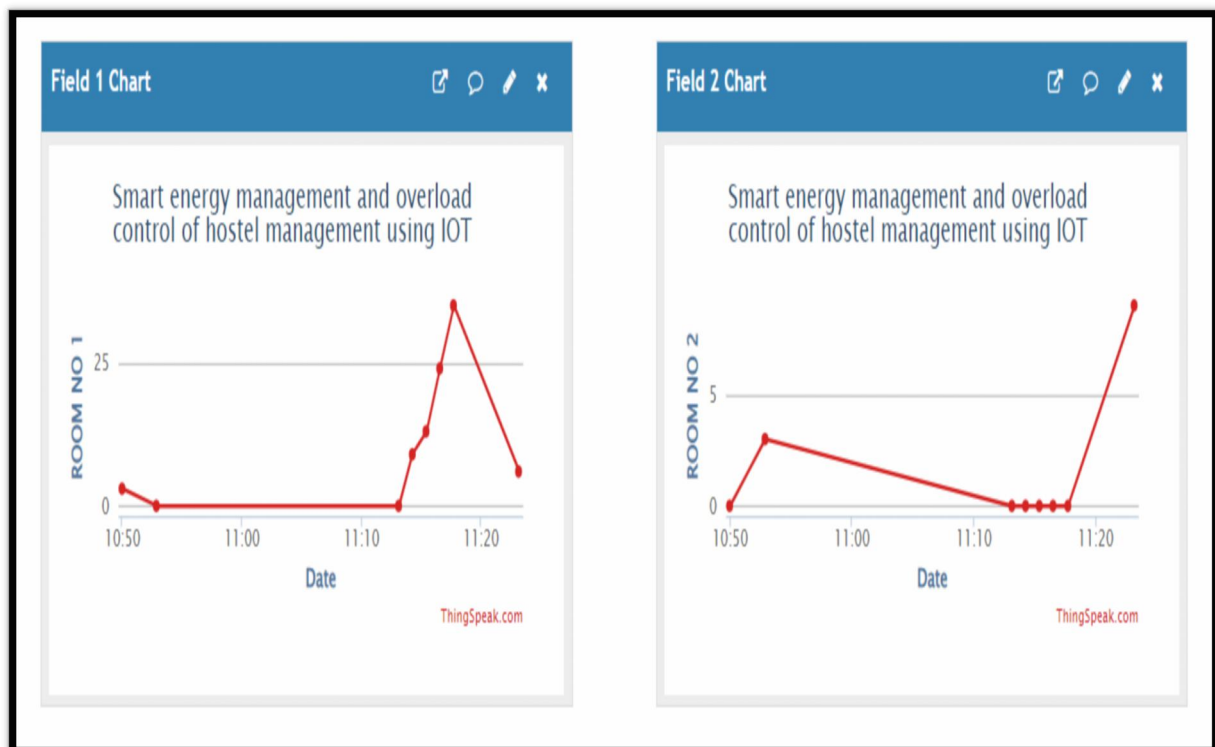 Field 1 Chart
Smart energy management and overload
control of hostel management using IOT
ROOM NO 1
25
0
10:50 11:00 11:10 11:20
Date
ThingSpeak.com
Field 2 Chart
Smart energy management and overload
control of hostel management using IOT
ROOM NO 2
5
0
10:50 11:00 11:10 11:20
Date
ThingSpeak.com